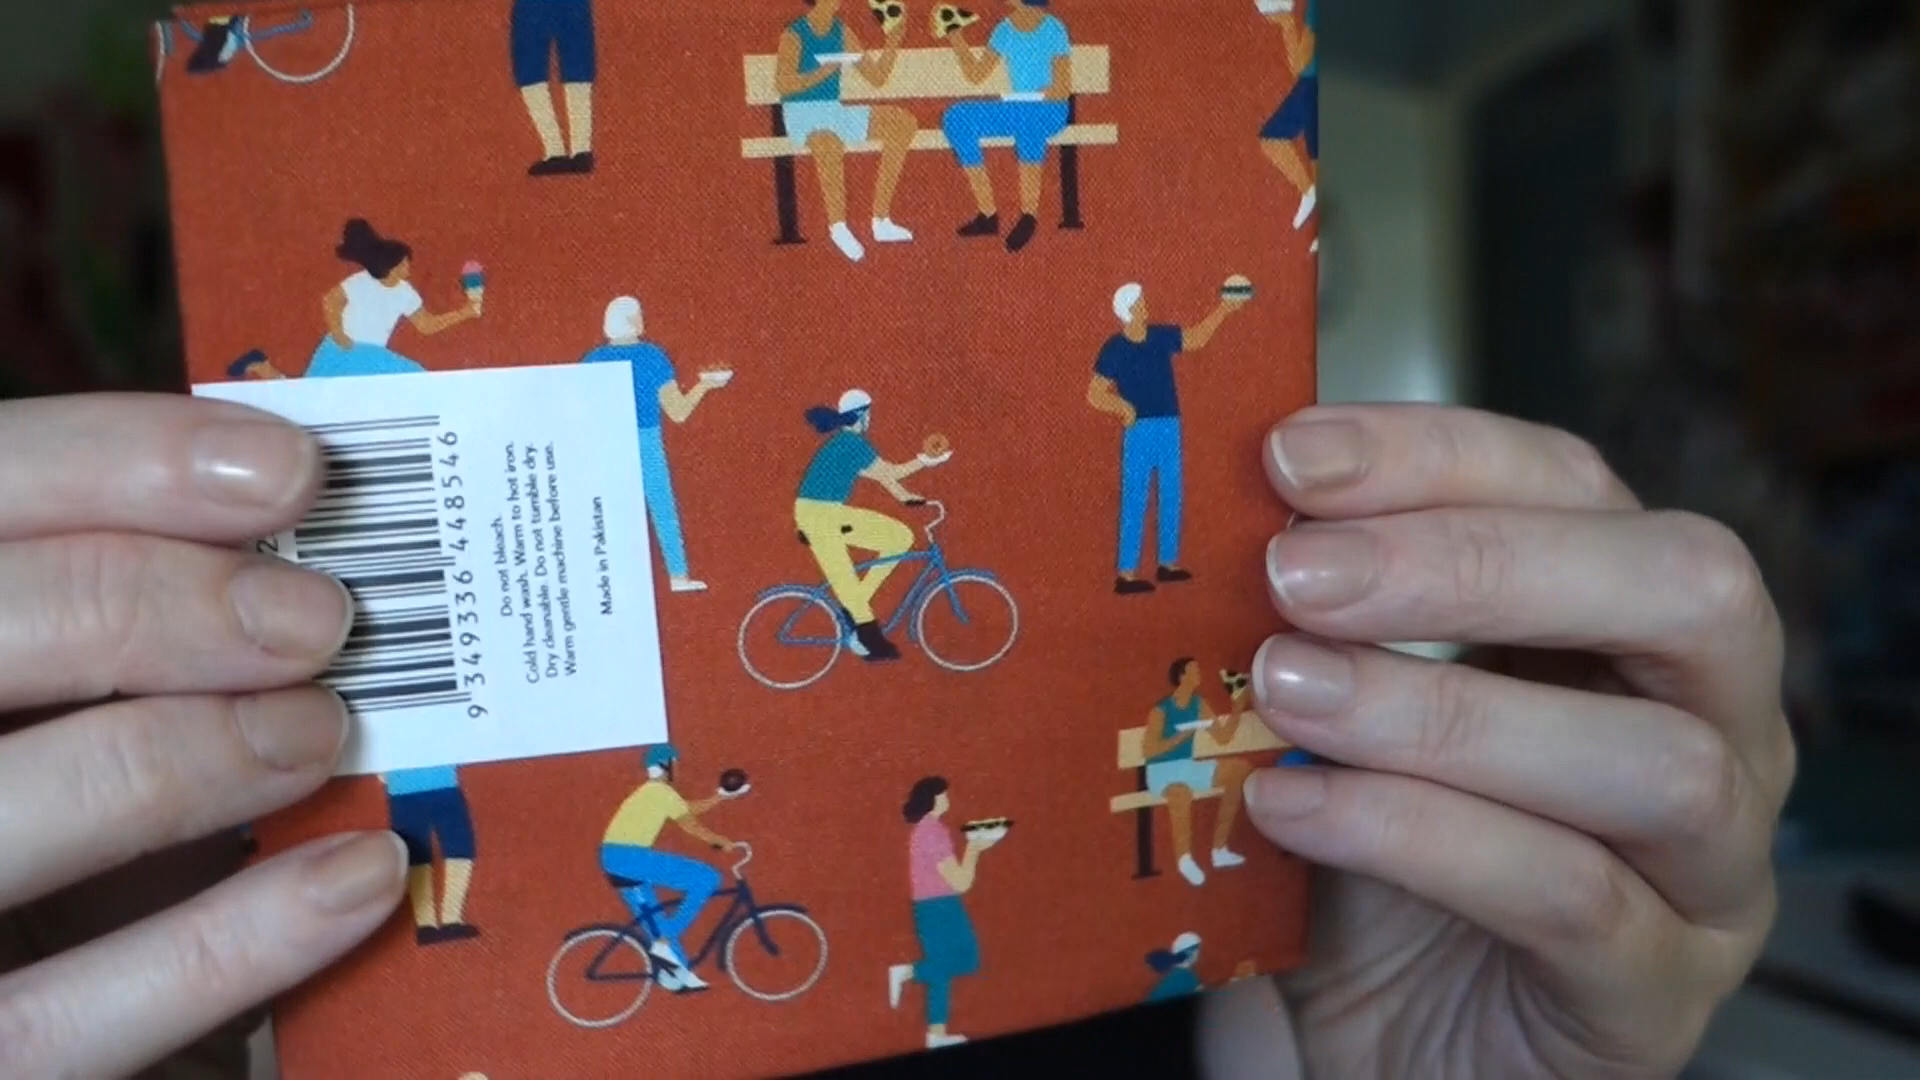 2
9 349336 448546
Do not bleach.
Cold hand wash. Warm to hot iron.
Dry cleanable. Do not tumble dry.
Warm gentle machine before use.
Made in Pakistan